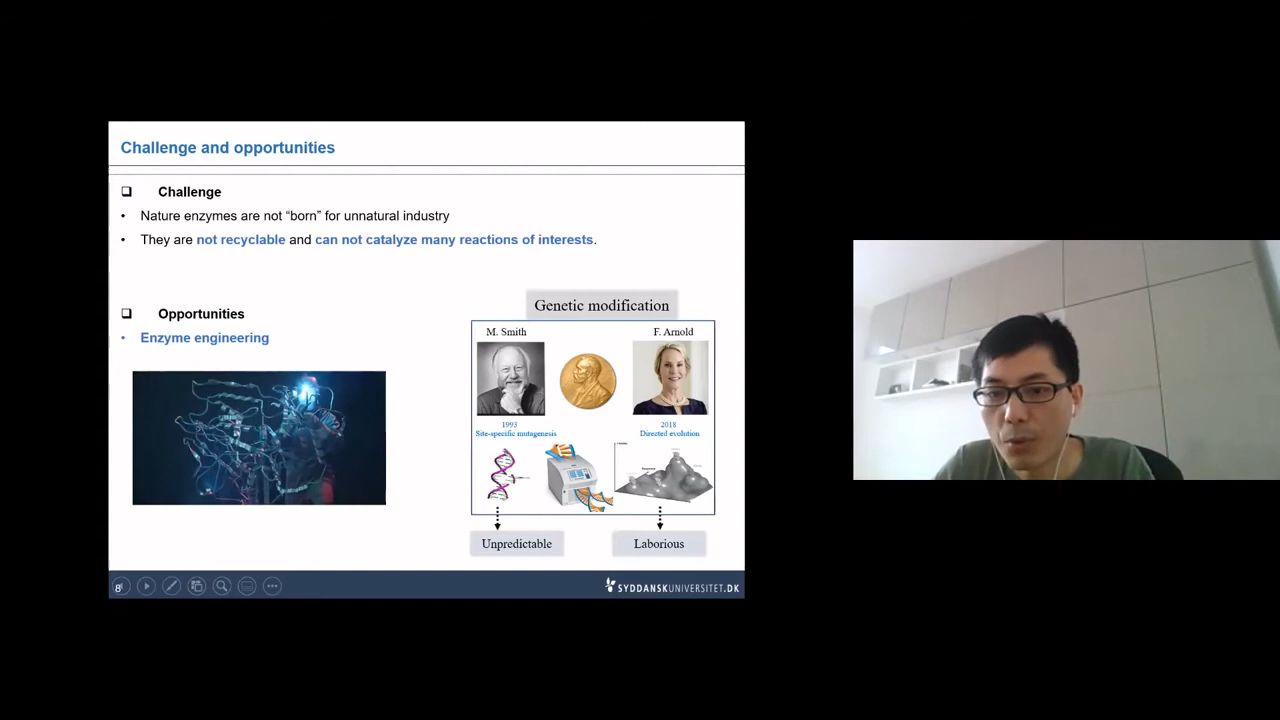 Challenge and opportunities
Challenge
Nature enzymes are not “born” for unnatural industry
They are not recyclable and can not catalyze many reactions of interests.
Opportunities
Enzyme engineering
Genetic modification
M. Smith
F. Arnold
1993
Site-specific mutagenesis
2018
Directed evolution
Unpredictable
Laborious
8
SYDDANSKUNIVERSITET.DK